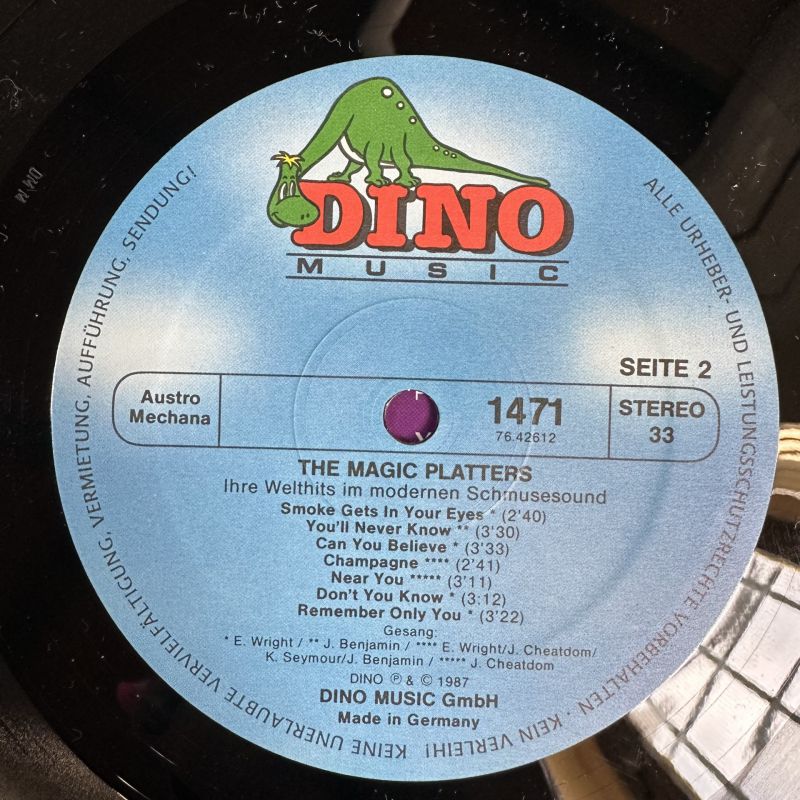 DINO
MUSIC
ALLE URHEBER- UND LEISTUNGSSCHUTZRECHTE VORBEHALTEN · KEIN VERLEIH! KEINE UNERLAUBTE VERVIELFÄLTIGUNG, VERMIETUNG, AUFFÜHRUNG, SENDUNG!
SEITE 2
Austro
Mechana
1471
76.42612
STEREO
33
THE MAGIC PLATTERS
Ihre Welthits im modernen Schmusesound
Smoke Gets In Your Eyes * (2'40)
You'll Never Know ** (3'30)
Can You Believe * (3'33)
Champagne **** (2'41)
Near You ***** (3'11)
Don't You Know * (3:12)
Remember Only You * (3'22)
Gesang:
* E. Wright / ** J. Benjamin / **** E. Wright/J. Cheatdom/
K. Seymour/J. Benjamin / ***** J. Cheatdom
DINO ℗ & © 1987
DINO MUSIC GmbH
Made in Germany